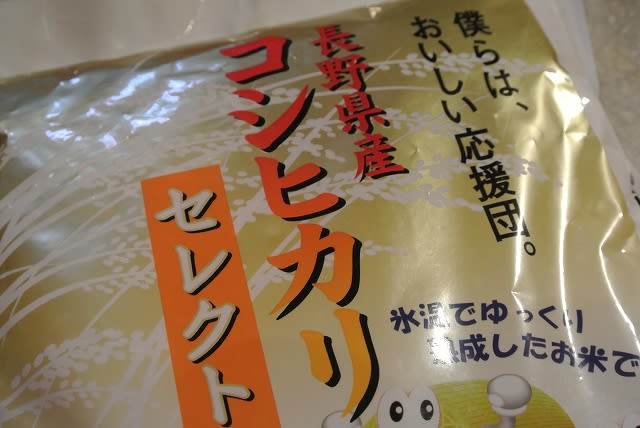 僕らは、
おいしい応援団。
長野県産
コシヒカリ
セレクト
氷温でゆっくり
熟成したお米で